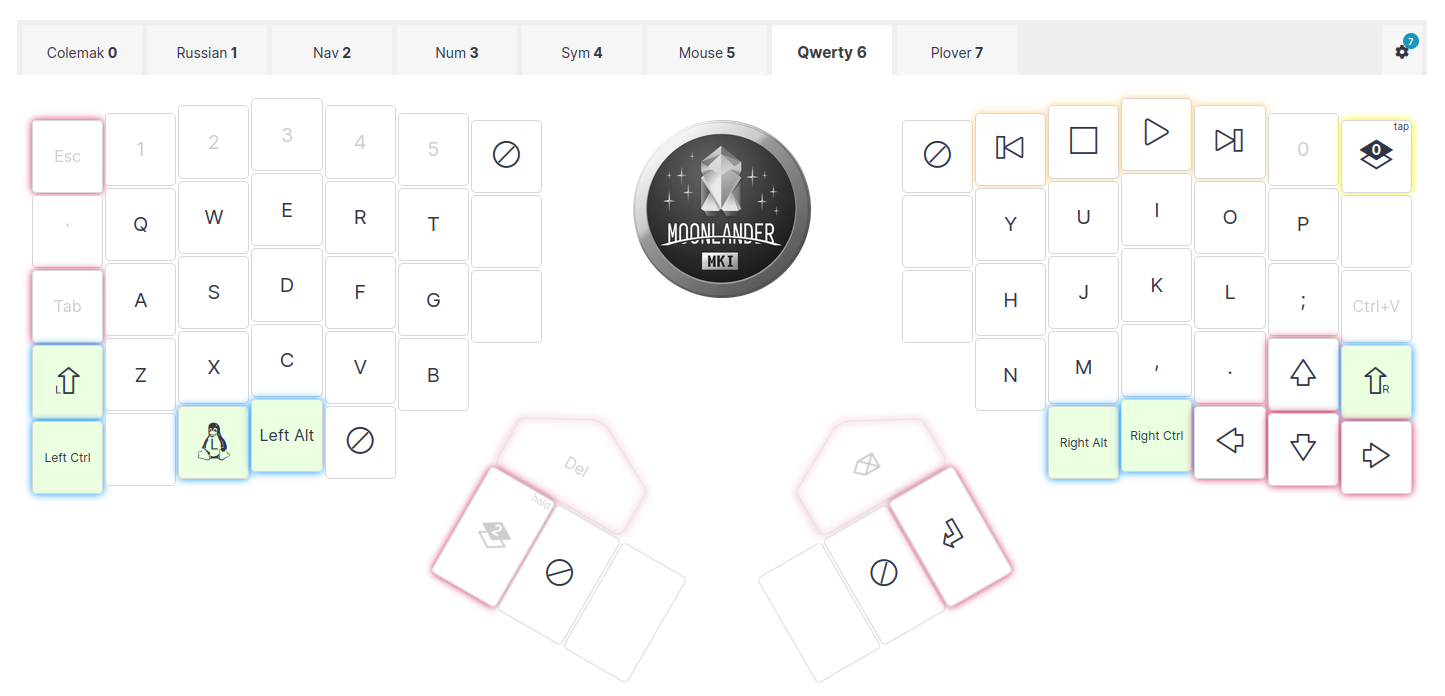 Colemak 0 Russian 1 Nav 2 Num 3 Sym 4 Mouse 5 Qwerty 6 Plover 7 7
Esc 1 2 3 4 5 0 tap 0
` Q W E R T Y U I O P
Tab A S D F G H J K L ; Ctrl+V
L Z X C V B N M , . R
Left Ctrl L Left Alt Right Alt Right Ctrl
MOONLANDER
MK I
Del
hold
2